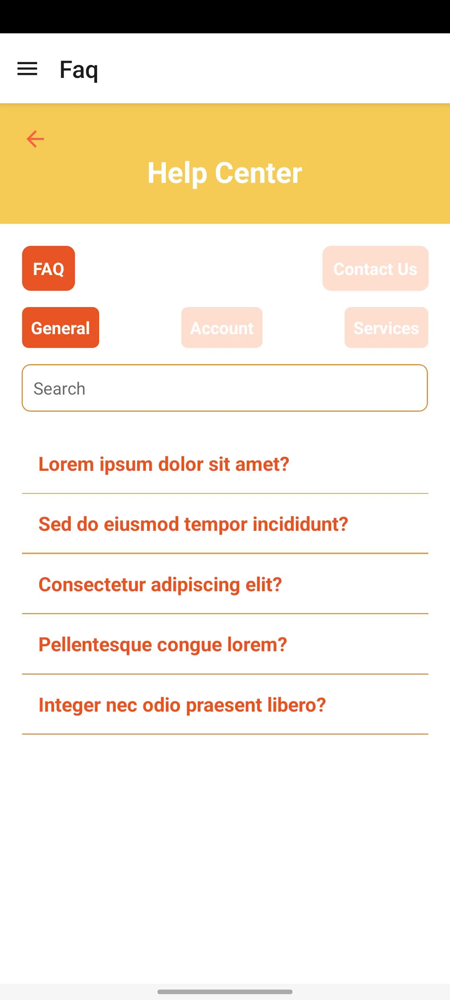 Faq
Help Center
FAQ
Contact Us
General
Account
Services
Search
Lorem ipsum dolor sit amet?
Sed do eiusmod tempor incididunt?
Consectetur adipiscing elit?
Pellentesque congue lorem?
Integer nec odio praesent libero?